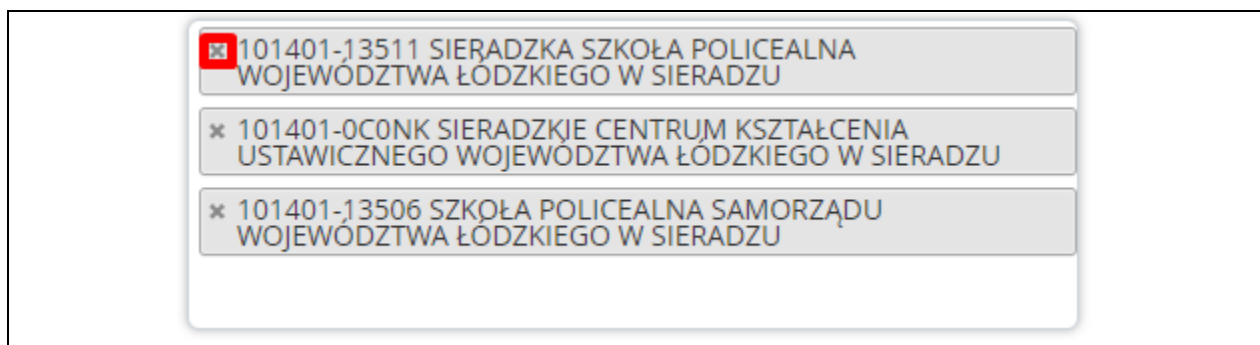 101401-13511 SIERADZKA SZKOŁA POLICEALNA
WOJEWÓDZTWA ŁÓDZKIEGO W SIERADZU
101401-0C0NK SIERADZKIE CENTRUM KSZTAŁCENIA
USTAWICZNEGO WOJEWÓDZTWA ŁÓDZKIEGO W SIERADZU
101401-13506 SZKOŁA POLICEALNA SAMORZĄDU
WOJEWÓDZTWA ŁÓDZKIEGO W SIERADZU